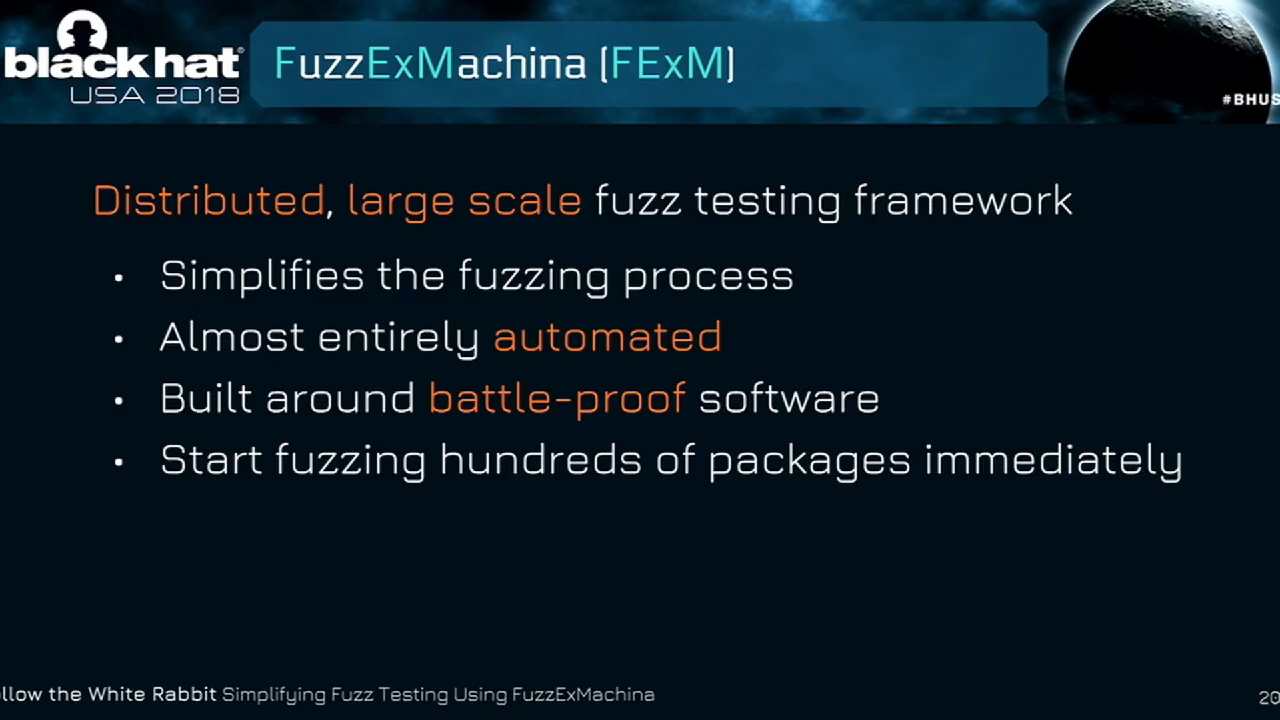 black hat®
USA 2018
FuzzExMachina (FExM)
#BHUS
Distributed, large scale fuzz testing framework
• Simplifies the fuzzing process
• Almost entirely automated
• Built around battle-proof software
• Start fuzzing hundreds of packages immediately
llow the White Rabbit Simplifying Fuzz Testing Using FuzzExMachina
20